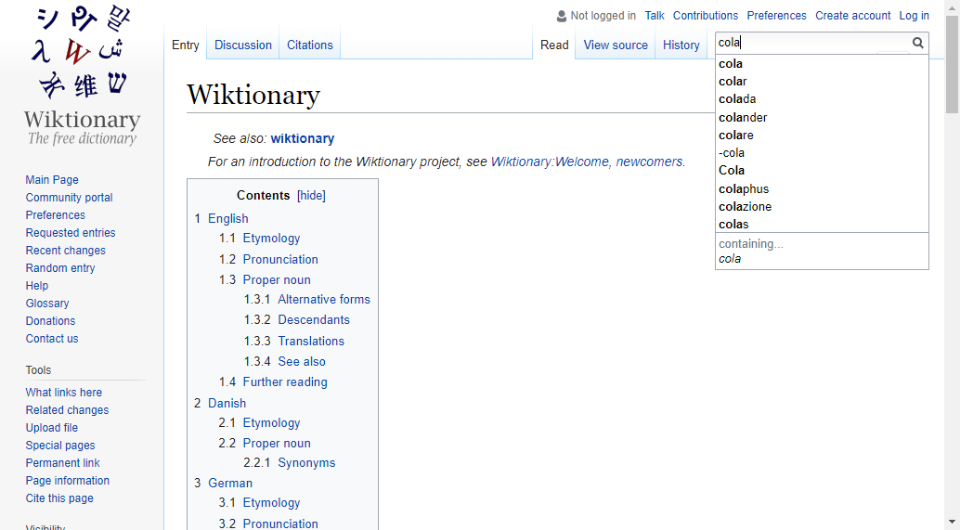 シ Wiktionary
The free dictionary
Main Page
Community portal
Preferences
Requested entries
Recent changes
Random entry
Help
Glossary
Donations
Contact us
Tools
What links here
Related changes
Upload file
Special pages
Permanent link
Page information
Cite this page
Visibility
Not logged in Talk Contributions Preferences Create account Log in
Entry Discussion Citations Read View source History
cola
cola
colar
colada
colander
colare
-cola
Cola
colaphus
colazione
colas
containing...
cola
Wiktionary
See also: wiktionary
For an introduction to the Wiktionary project, see Wiktionary:Welcome, newcomers.
Contents [hide]
1 English
1.1 Etymology
1.2 Pronunciation
1.3 Proper noun
1.3.1 Alternative forms
1.3.2 Descendants
1.3.3 Translations
1.3.4 See also
1.4 Further reading
2 Danish
2.1 Etymology
2.2 Proper noun
2.2.1 Synonyms
3 German
3.1 Etymology
3.2 Pronunciation